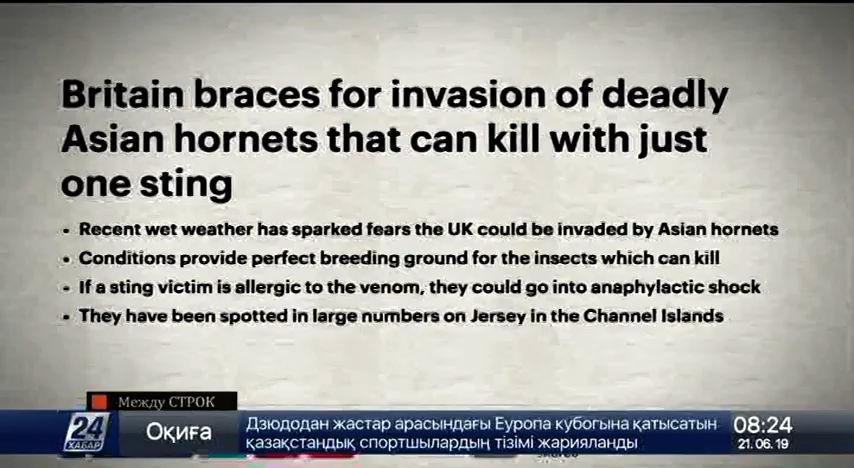 Britain braces for invasion of deadly
Asian hornets that can kill with just
one sting
• Recent wet weather has sparked fears the UK could be invaded by Asian hornets
• Conditions provide perfect breeding ground for the insects which can kill
• If a sting victim is allergic to the venom, they could go into anaphylactic shock
• They have been spotted in large numbers on Jersey in the Channel Islands
Между СТРОК
24
ХАБАР
Оқиға
Дзюдодан жастар арасындағы Еуропа кубогына қатысатын
қазақстандық спортшылардың тізімі жарияланды
08:24
21.06.19